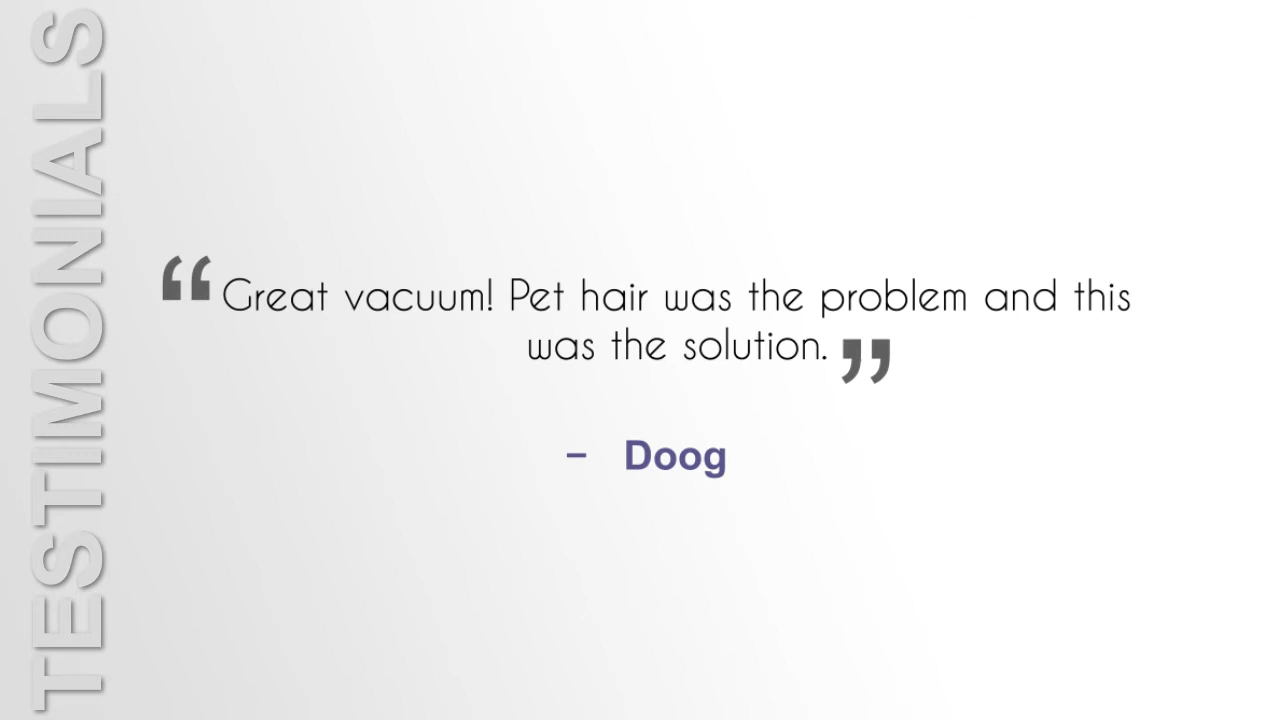 TESTIMONIALS
“Great vacuum! Pet hair was the problem and this
was the solution.”
– Doog